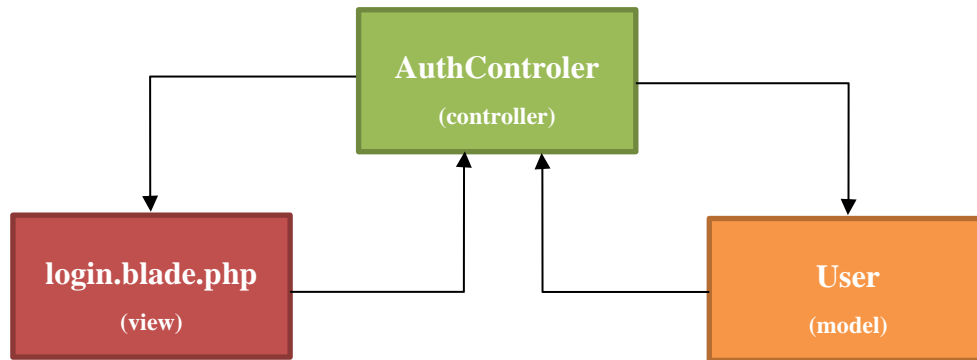 AuthControler
(controller)
login.blade.php
(view)
User
(model)